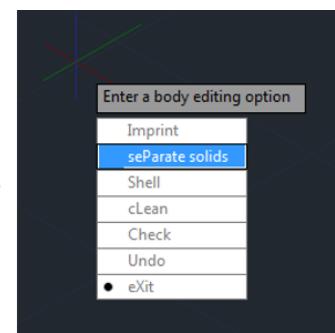 Enter a body editing option
Imprint
seParate solids
Shell
cLean
Check
Undo
eXit